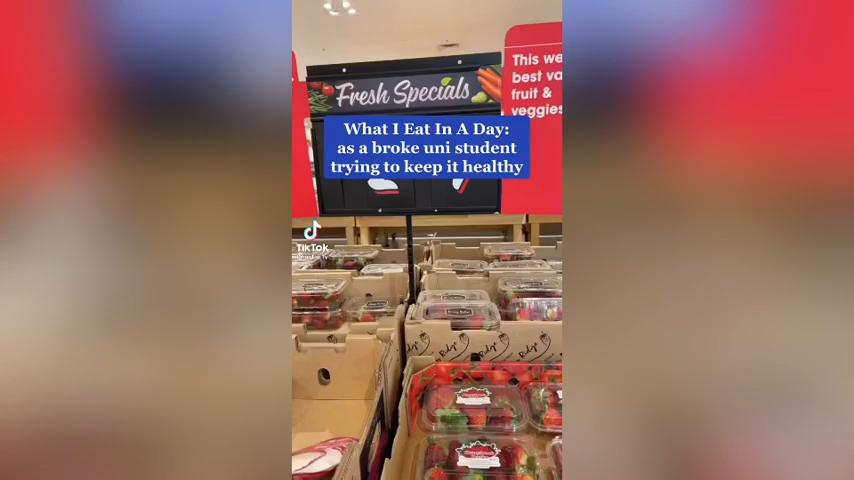 Fresh Specials
This we
best va
fruit &
veggies
What I Eat In A Day:
as a broke uni student
trying to keep it healthy
TikTok
Ridge